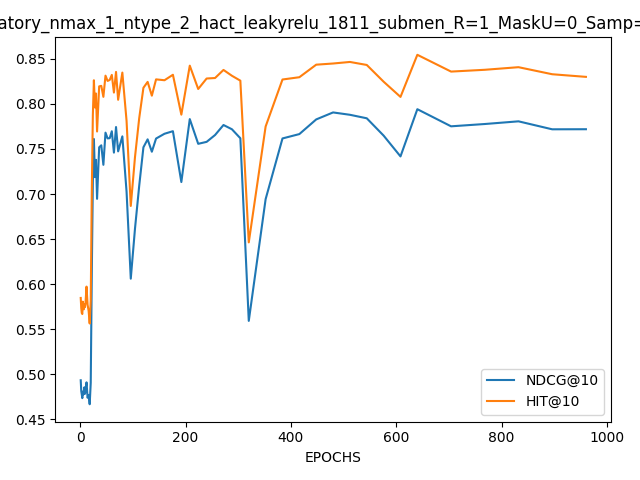 atory_nmax_1_ntype_2_hact_leakyrelu_1811_submen_R=1_MaskU=0_Samp=
0.85
0.80
0.75
0.70
0.65
0.60
0.55
0.50
0.45
NDCG@10
HIT@10
0 200 400 600 800 1000
EPOCHS